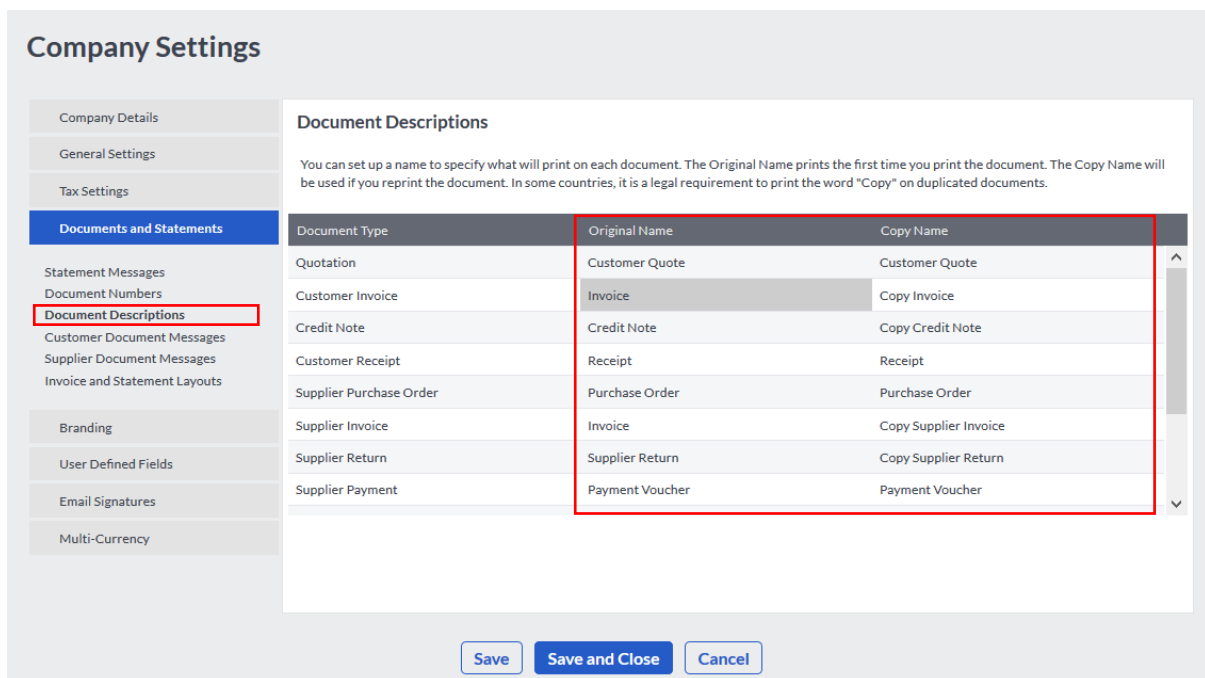 Company Settings
Company Details
General Settings
Tax Settings
Documents and Statements
Statement Messages
Document Numbers
Document Descriptions
Customer Document Messages
Supplier Document Messages
Invoice and Statement Layouts
Branding
User Defined Fields
Email Signatures
Multi-Currency
Document Descriptions
You can set up a name to specify what will print on each document. The Original Name prints the first time you print the document. The Copy Name will
be used if you reprint the document. In some countries, it is a legal requirement to print the word "Copy" on duplicated documents.
Document Type Original Name Copy Name
Quotation Customer Quote Customer Quote
Customer Invoice Invoice Copy Invoice
Credit Note Credit Note Copy Credit Note
Customer Receipt Receipt Receipt
Supplier Purchase Order Purchase Order Purchase Order
Supplier Invoice Invoice Copy Supplier Invoice
Supplier Return Supplier Return Copy Supplier Return
Supplier Payment Payment Voucher Payment Voucher
Save Save and Close Cancel